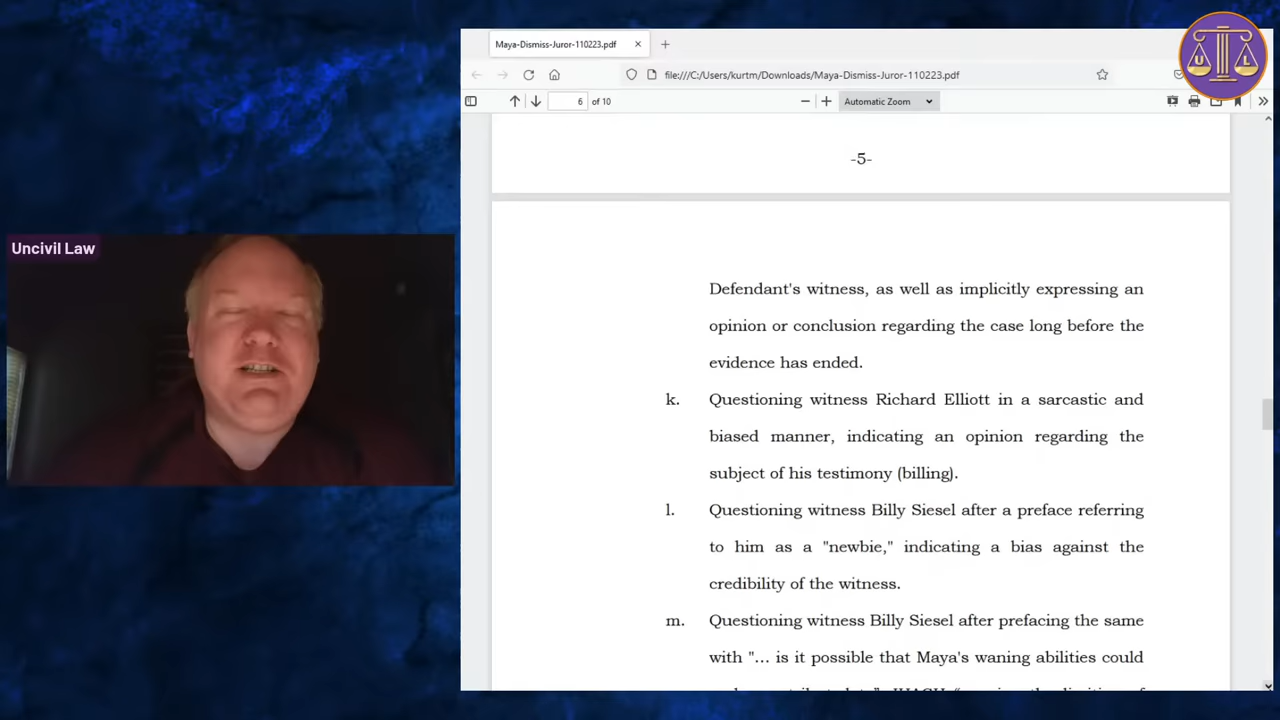 Maya-Dismiss-Juror-110223.pdf
file:///C:/Users/kurtm/Downloads/Maya-Dismiss-Juror-110223.pdf
U L
6 of 10
Automatic Zoom
-5-
Uncivil Law
Defendant's witness, as well as implicitly expressing an
opinion or conclusion regarding the case long before the
evidence has ended.
k. Questioning witness Richard Elliott in a sarcastic and
biased manner, indicating an opinion regarding the
subject of his testimony (billing).
l. Questioning witness Billy Siesel after a preface referring
to him as a "newbie," indicating a bias against the
credibility of the witness.
m. Questioning witness Billy Siesel after prefacing the same
with "... is it possible that Maya's waning abilities could